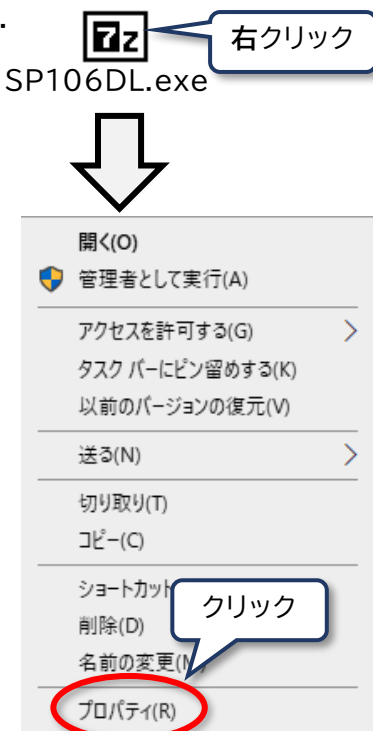 .
7z
右クリック
SP106DL.exe
開く(O)
管理者として実行(A)
アクセスを許可する(G)
タスク バーにピン留めする(K)
以前のバージョンの復元(V)
送る(N)
切り取り(T)
コピー(C)
ショートカット
クリック
削除(D)
名前の変更(
プロパティ(R)